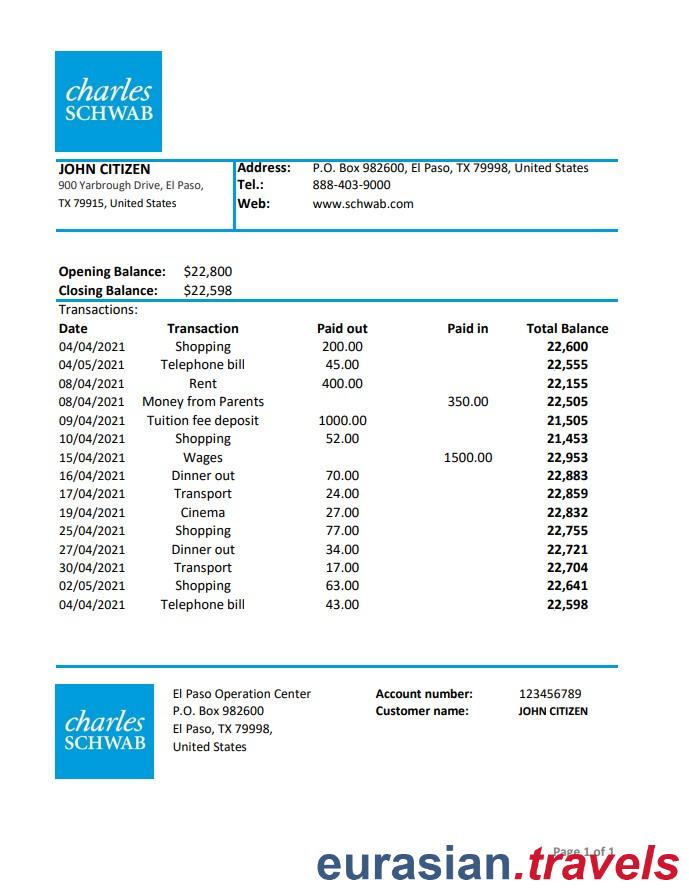 charles
SCHWAB
JOHN CITIZEN
900 Yarbrough Drive, El Paso,
TX 79915, United States
Address: P.O. Box 982600, El Paso, TX 79998, United States
Tel.: 888-403-9000
Web: www.schwab.com
Opening Balance: $22,800
Closing Balance: $22,598
Transactions:
Date Transaction Paid out Paid in Total Balance
04/04/2021 Shopping 200.00 22,600
04/05/2021 Telephone bill 45.00 22,555
08/04/2021 Rent 400.00 22,155
08/04/2021 Money from Parents 350.00 22,505
09/04/2021 Tuition fee deposit 1000.00 21,505
10/04/2021 Shopping 52.00 21,453
15/04/2021 Wages 1500.00 22,953
16/04/2021 Dinner out 70.00 22,883
17/04/2021 Transport 24.00 22,859
19/04/2021 Cinema 27.00 22,832
25/04/2021 Shopping 77.00 22,755
27/04/2021 Dinner out 34.00 22,721
30/04/2021 Transport 17.00 22,704
02/05/2021 Shopping 63.00 22,641
04/04/2021 Telephone bill 43.00 22,598
charles
SCHWAB
El Paso Operation Center
P.O. Box 982600
El Paso, TX 79998,
United States
Account number: 123456789
Customer name: JOHN CITIZEN
Page 1 of 1
eurasian.travels